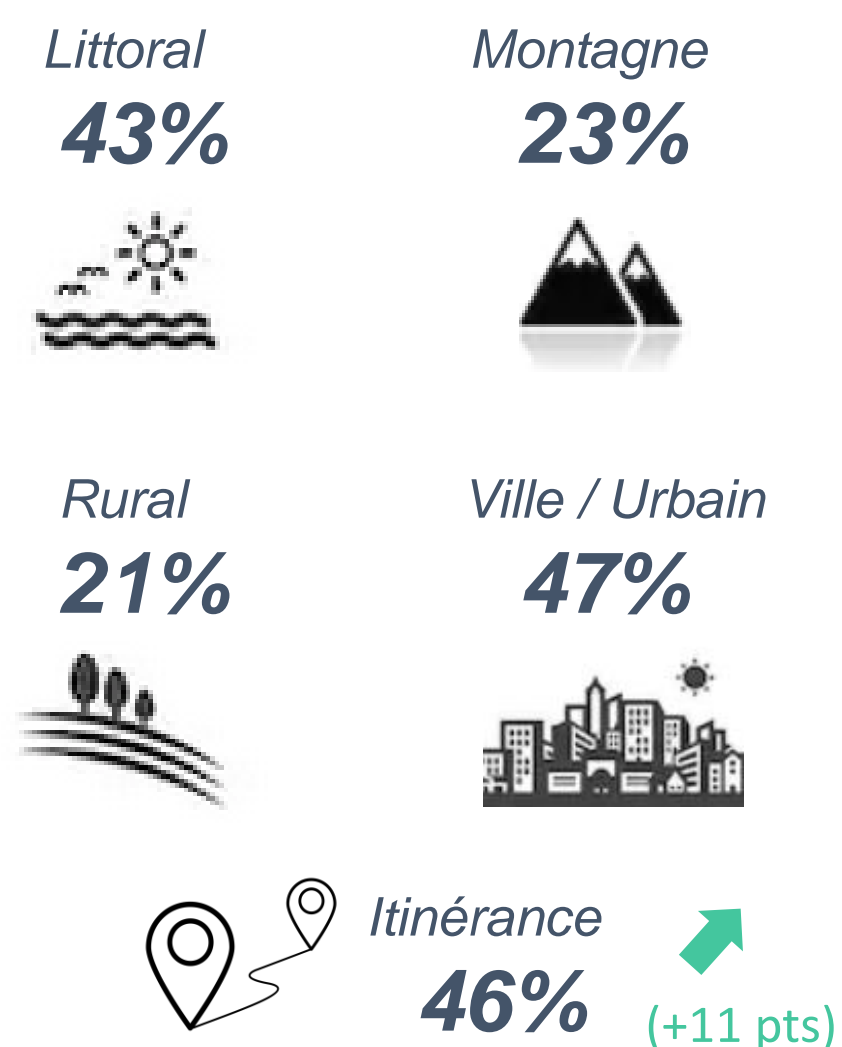 Littoral
43%
Montagne
23%
Rural
21%
Ville / Urbain
47%
Itinérance
46%
(+11 pts)